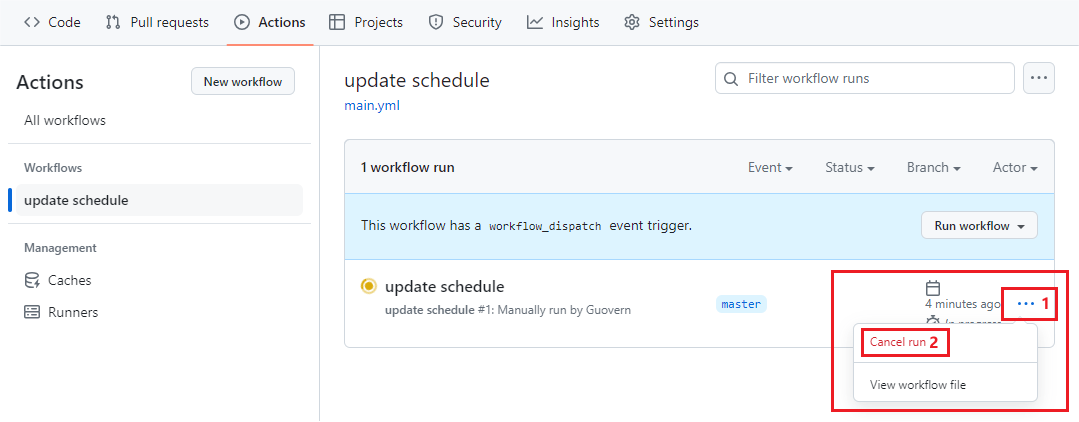 Code Pull requests Actions Projects Security Insights Settings
Actions
New workflow
All workflows
Workflows
update schedule
Management
Caches
Runners
update schedule
main.yml
Filter workflow runs
1 workflow run Event Status Branch Actor
This workflow has a workflow_dispatch event trigger. Run workflow
update schedule
update schedule #1: Manually run by Guovern
master
4 minutes ago
1
In progress
Cancel run 2
View workflow file